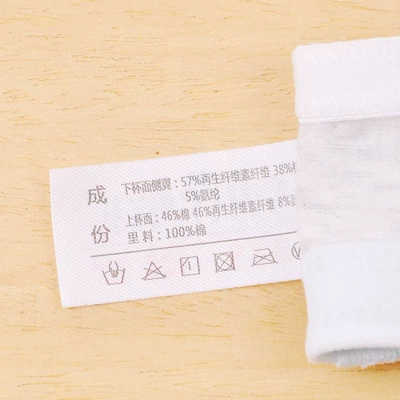 成份
下杯面侧翼：57%再生纤维素纤维 38%
5%氨纶
上杯面：46%棉 46%再生纤维素纤维 8%
里料：100%棉